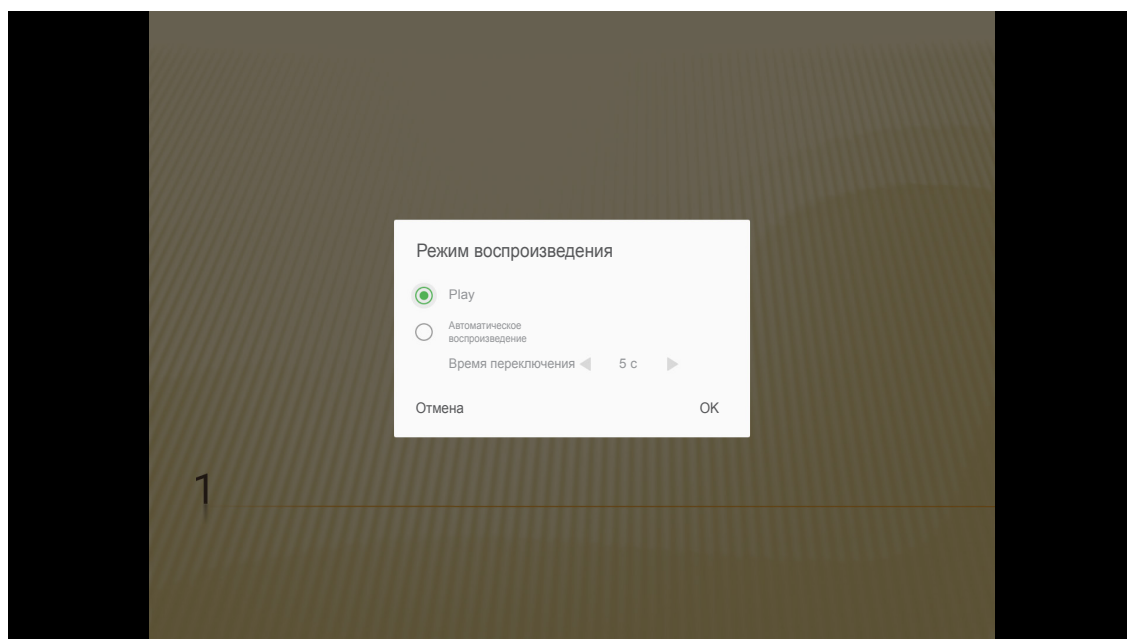 Режим воспроизведения
Play
Автоматическое
воспроизведение
Время переключения 5 с
Отмена OK
1